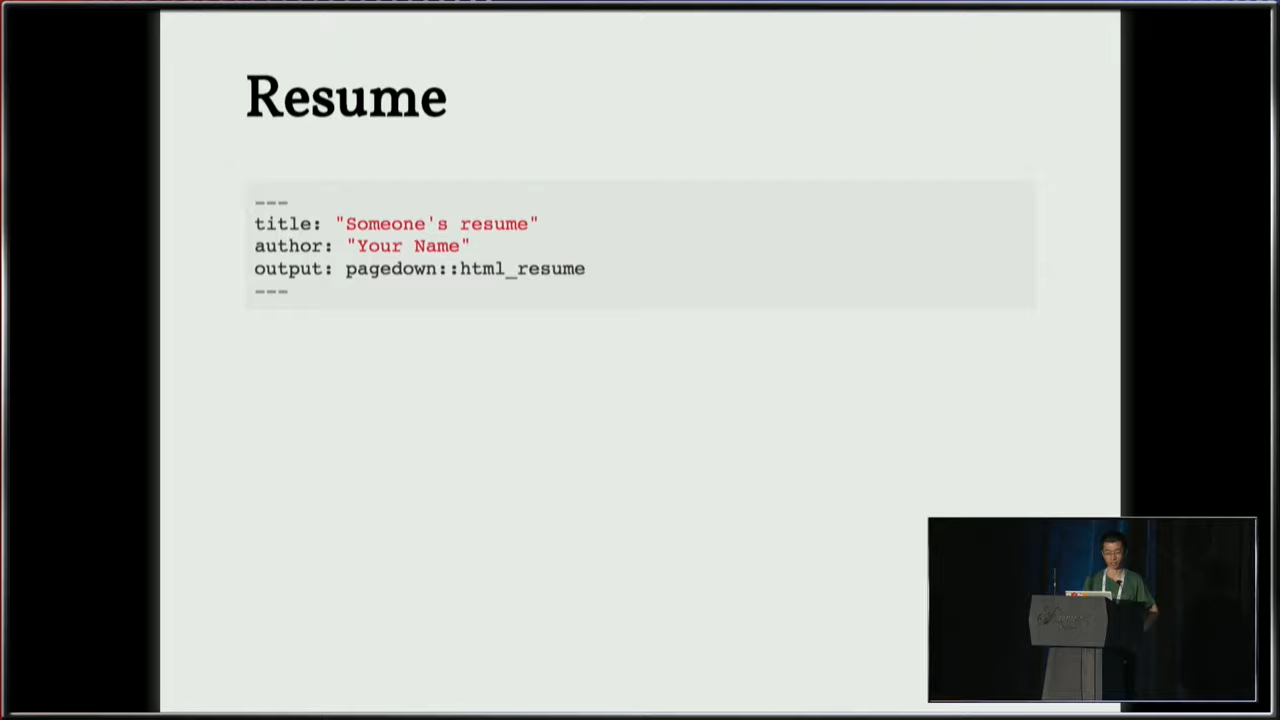 Resume
---
title: "Someone's resume"
author: "Your Name"
output: pagedown::html_resume
---